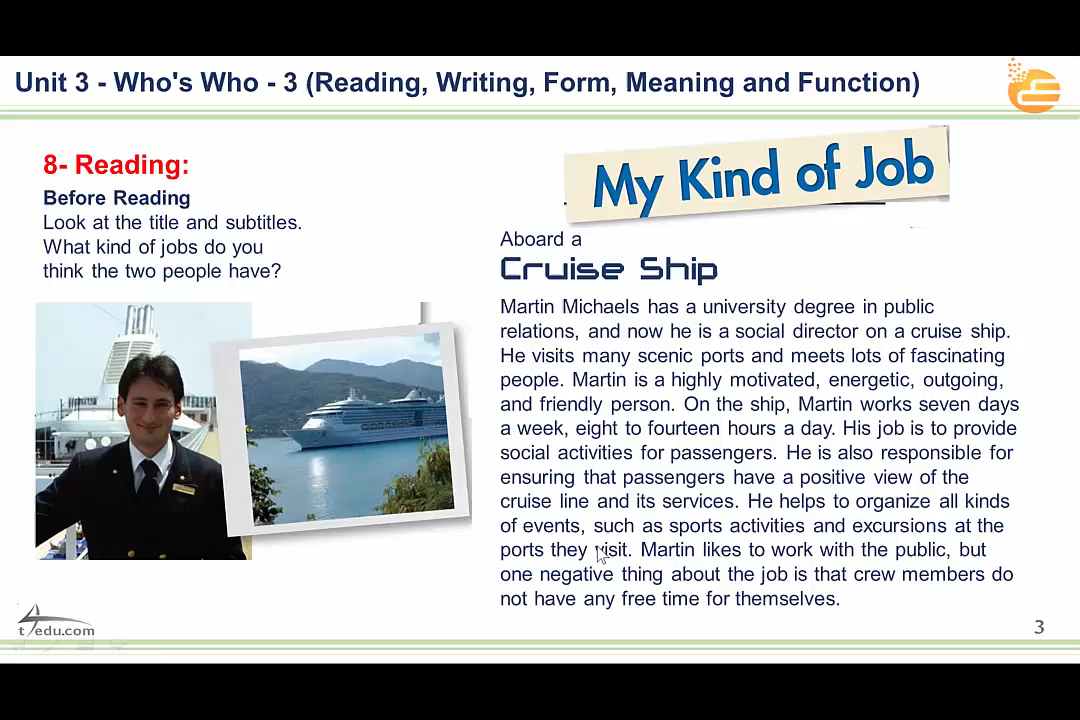 Unit 3 - Who's Who - 3 (Reading, Writing, Form, Meaning and Function)
8- Reading:
Before Reading
Look at the title and subtitles.
What kind of jobs do you
think the two people have?
My Kind of Job
Aboard a
Cruise Ship
Martin Michaels has a university degree in public
relations, and now he is a social director on a cruise ship.
He visits many scenic ports and meets lots of fascinating
people. Martin is a highly motivated, energetic, outgoing,
and friendly person. On the ship, Martin works seven days
a week, eight to fourteen hours a day. His job is to provide
social activities for passengers. He is also responsible for
ensuring that passengers have a positive view of the
cruise line and its services. He helps to organize all kinds
of events, such as sports activities and excursions at the
ports they visit. Martin likes to work with the public, but
one negative thing about the job is that crew members do
not have any free time for themselves.
t4edu.com
3